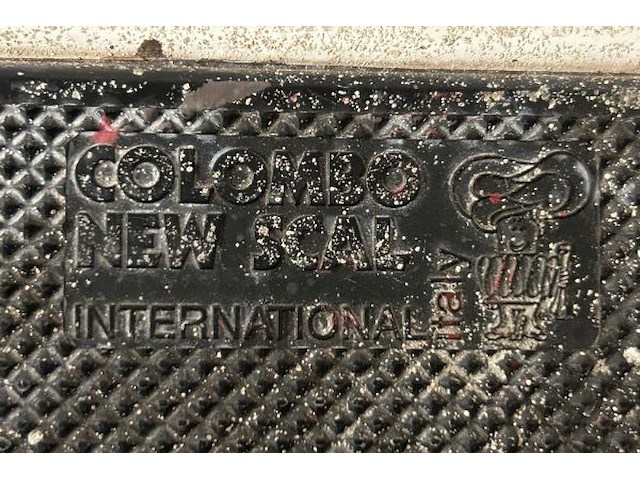 COLOMBO
NEW SCAL
INTERNATIONAL
italy